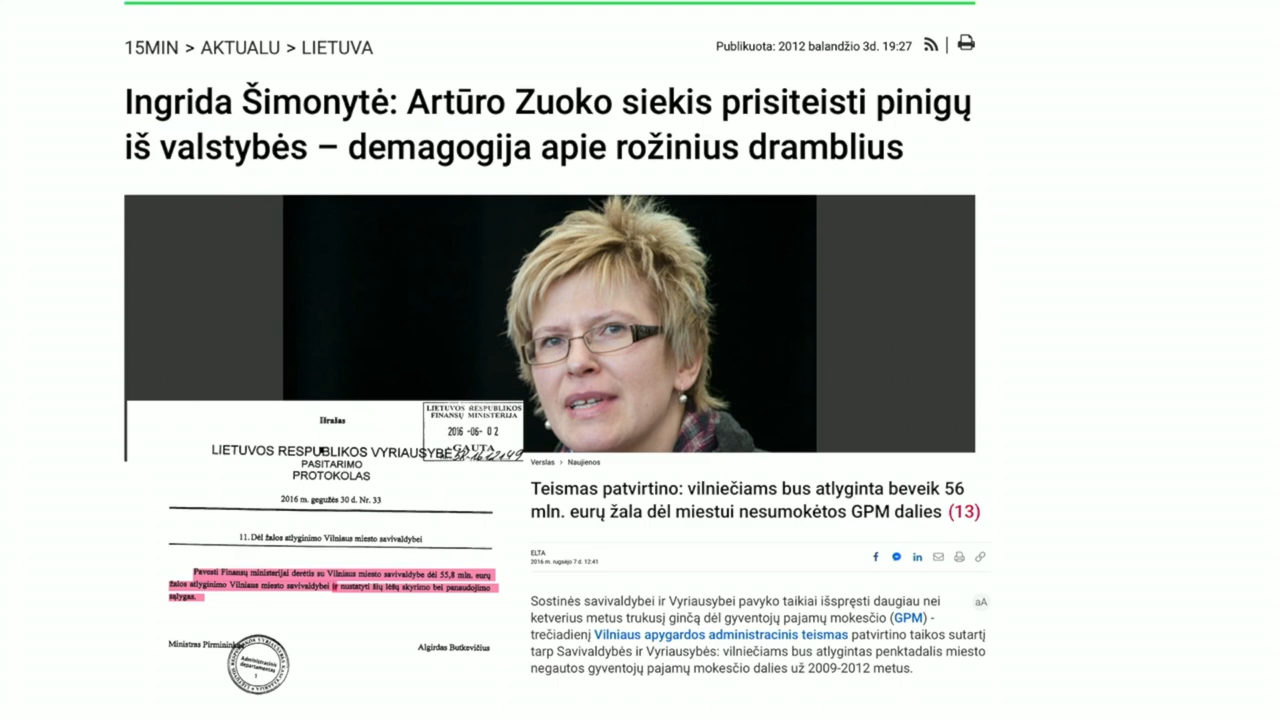 15MIN > AKTUALU > LIETUVA
Publikuota: 2012 balandžio 3d. 19:27
Ingrida Šimonytė: Artūro Zuoko siekis prisiteisti pinigų
iš valstybės – demagogija apie rožinius dramblius
Išrašas
LIETUVOS RESPUBLIKOS
FINANSŲ MINISTERIJA
2016 -06- 02
GAUTA
LIETUVOS RESPUBLIKOS VYRIAUSYBĖ
PASITARIMO
PROTOKOLAS
2016 m. gegužės 30 d. Nr. 33
11. Dėl žalos atlyginimo Vilniaus miesto savivaldybei
Pavesti Finansų ministerijai derėtis su Vilniaus miesto savivaldybe dėl 55,8 mln. eurų
žalos atlyginimo Vilniaus miesto savivaldybei ir nustatyti šių lėšų skyrimo bei panaudojimo
sąlygas.
Ministras Pirmininkas
Algirdas Butkevičius
Administracinis
departamentas
1
Verslas > Naujienos
Teismas patvirtino: vilniečiams bus atlyginta beveik 56
mln. eurų žala dėl miestui nesumokėtos GPM dalies (13)
ELTA
2016 m. rugsėjo 7 d. 12:41
aA
Sostinės savivaldybei ir Vyriausybei pavyko taikiai išspręsti daugiau nei
ketverius metus trukusį ginčą dėl gyventojų pajamų mokesčio (GPM) -
trečiadienį Vilniaus apygardos administracinis teismas patvirtino taikos sutartį
tarp Savivaldybės ir Vyriausybės: vilniečiams bus atlygintas penktadalis miesto
negautos gyventojų pajamų mokesčio dalies už 2009-2012 metus.